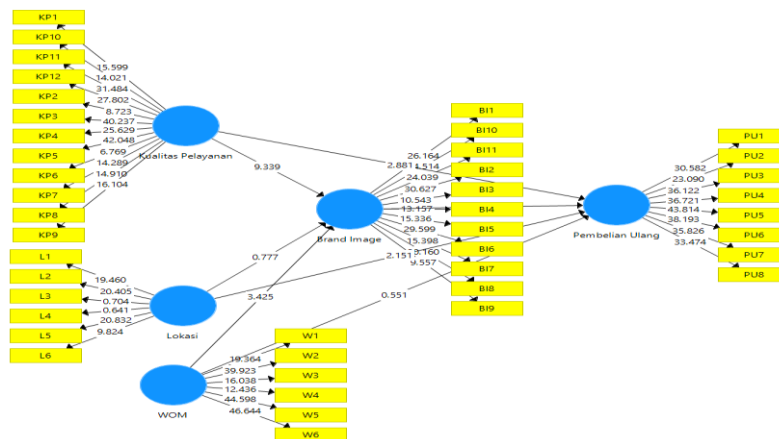 KP1
KP10
KP11
KP12
KP2
KP3
KP4
KP5
KP6
KP7
KP8
KP9
15.599
14.021
31.484
27.802
8.723
40.237
25.629
42.048
6.769
14.289
14.910
16.104
Kualitas Pelayanan
9.339
L1
L2
L3
L4
L5
L6
19.460
20.405
0.704
0.641
20.832
9.824
Lokasi
0.777
2.151
3.425
0.551
WOM
19.364
39.923
16.038
12.436
44.598
46.644
W1
W2
W3
W4
W5
W6
Brand Image
2.881
26.164
24.039
30.627
10.543
13.157
15.336
29.599
15.398
9.557
BI1
BI10
BI11
BI2
BI3
BI4
BI5
BI6
BI7
BI8
BI9
Pembelian Ulang
30.582
23.090
36.122
36.721
43.814
38.193
35.826
33.474
PU1
PU2
PU3
PU4
PU5
PU6
PU7
PU8